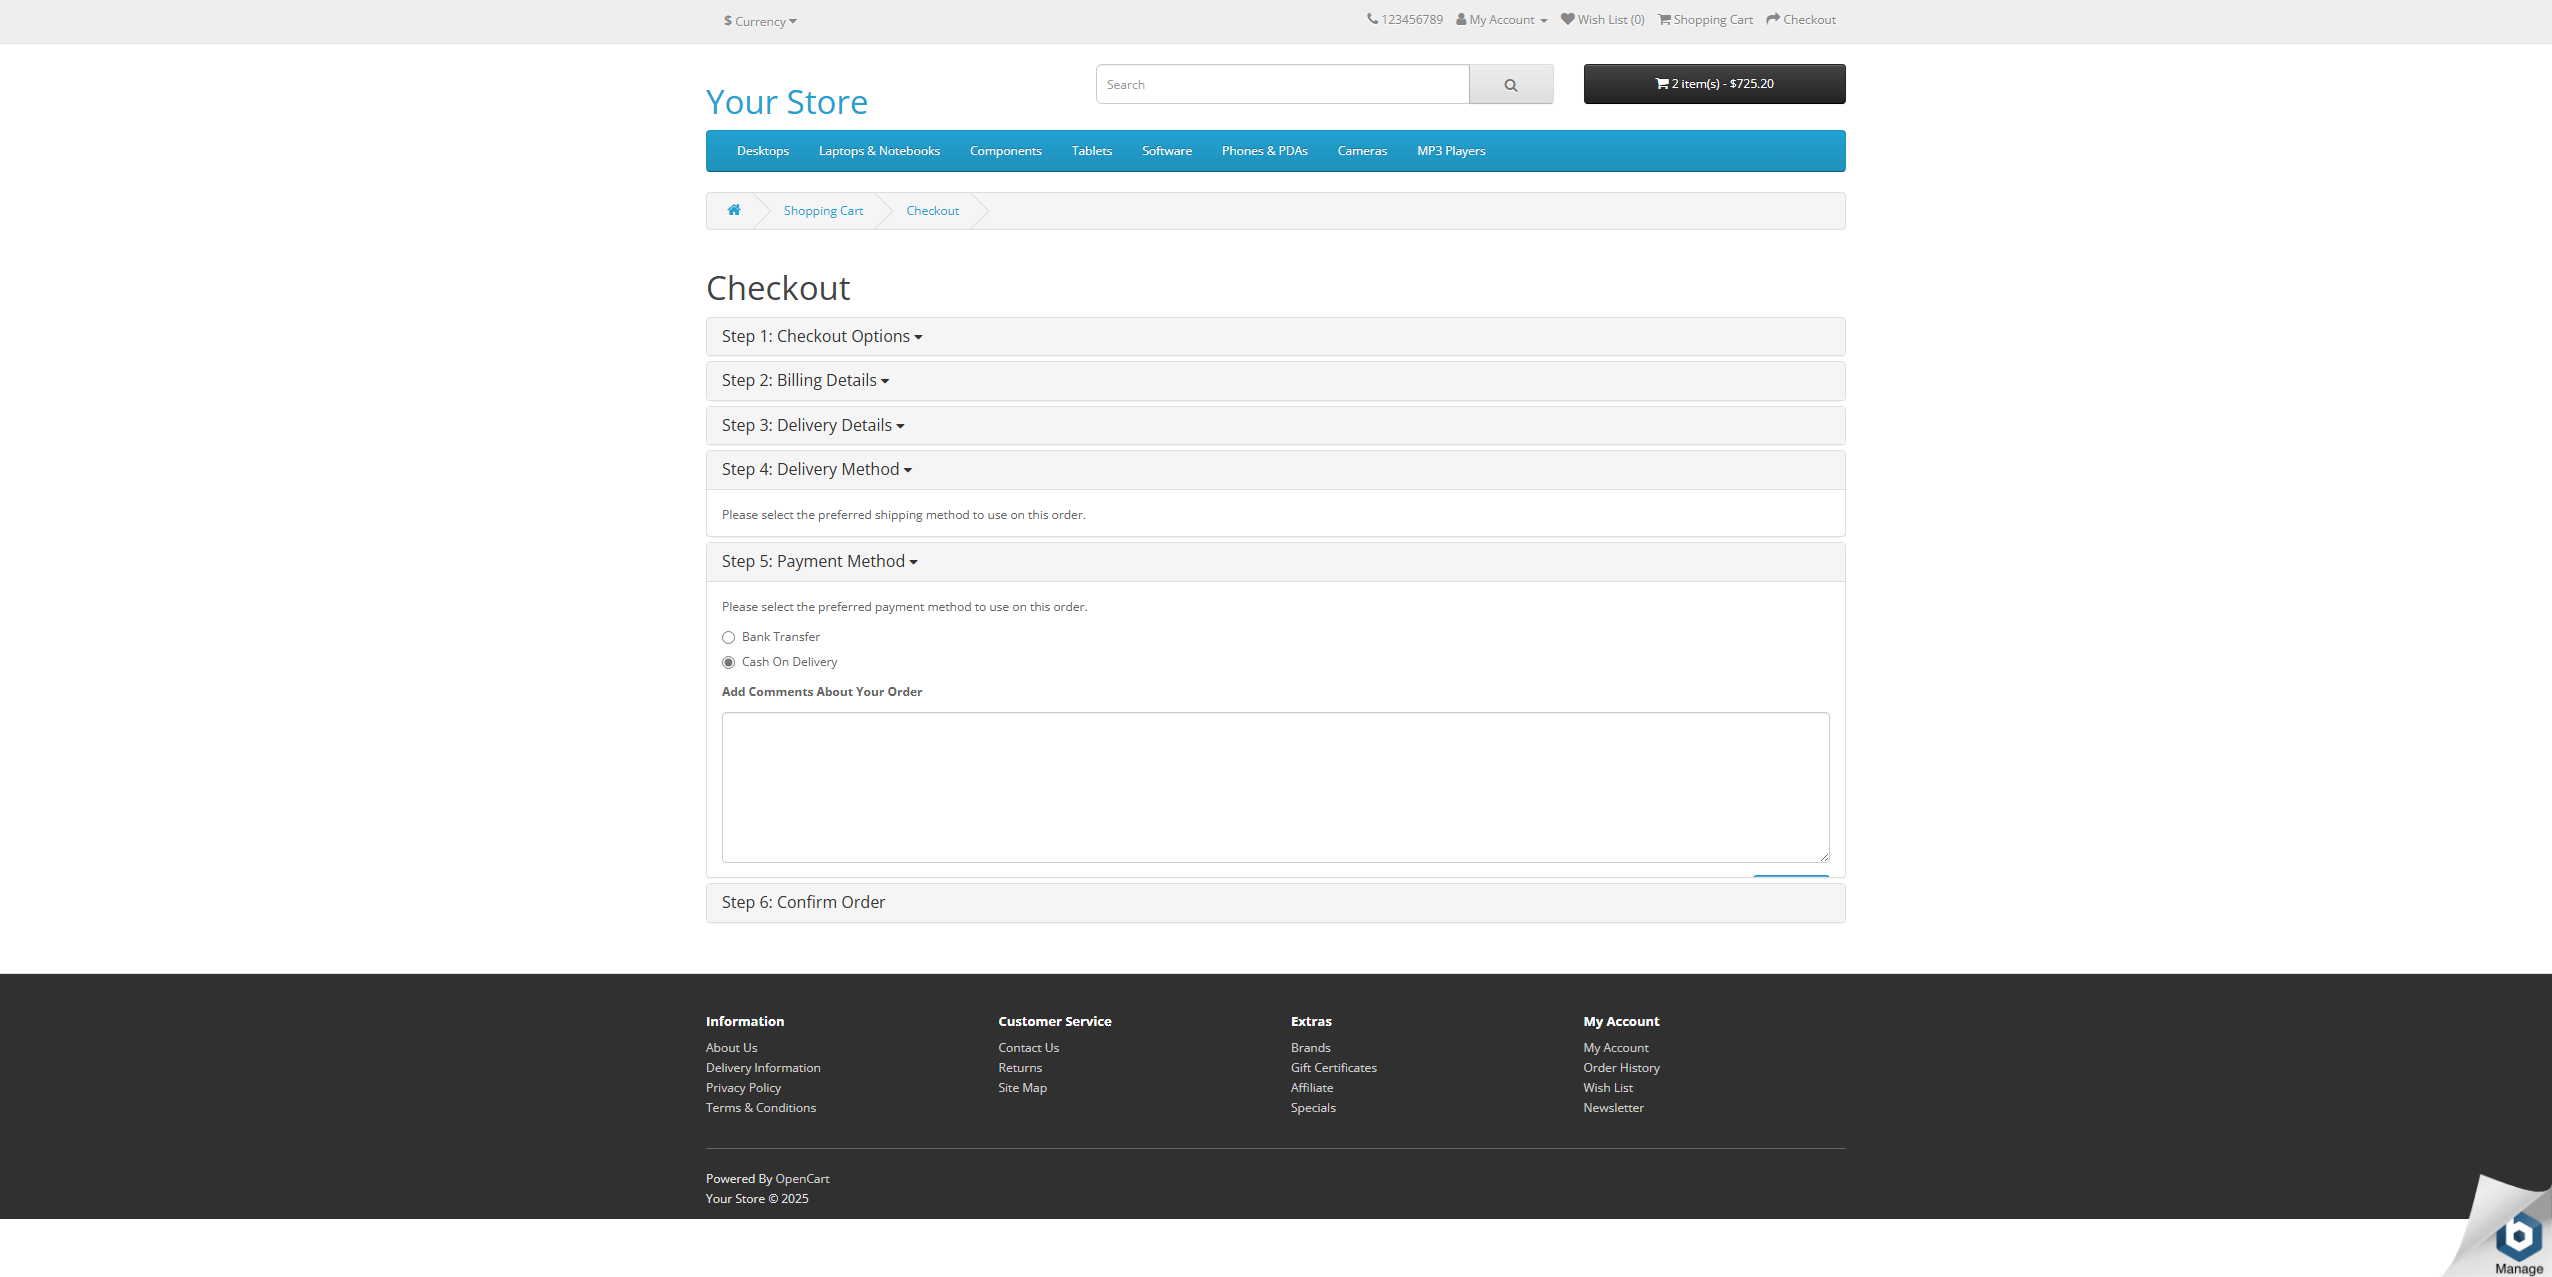 $ Currency
123456789 My Account Wish List (0) Shopping Cart Checkout
Your Store
Search
2 item(s) - $725.20
Desktops Laptops & Notebooks Components Tablets Software Phones & PDAs Cameras MP3 Players
Shopping Cart Checkout
Checkout
Step 1: Checkout Options
Step 2: Billing Details
Step 3: Delivery Details
Step 4: Delivery Method
Please select the preferred shipping method to use on this order.
Step 5: Payment Method
Please select the preferred payment method to use on this order.
Bank Transfer
Cash On Delivery
Add Comments About Your Order
Step 6: Confirm Order
Information
About Us
Delivery Information
Privacy Policy
Terms & Conditions
Customer Service
Contact Us
Returns
Site Map
Extras
Brands
Gift Certificates
Affiliate
Specials
My Account
My Account
Order History
Wish List
Newsletter
Powered By OpenCart
Your Store © 2025
Manage